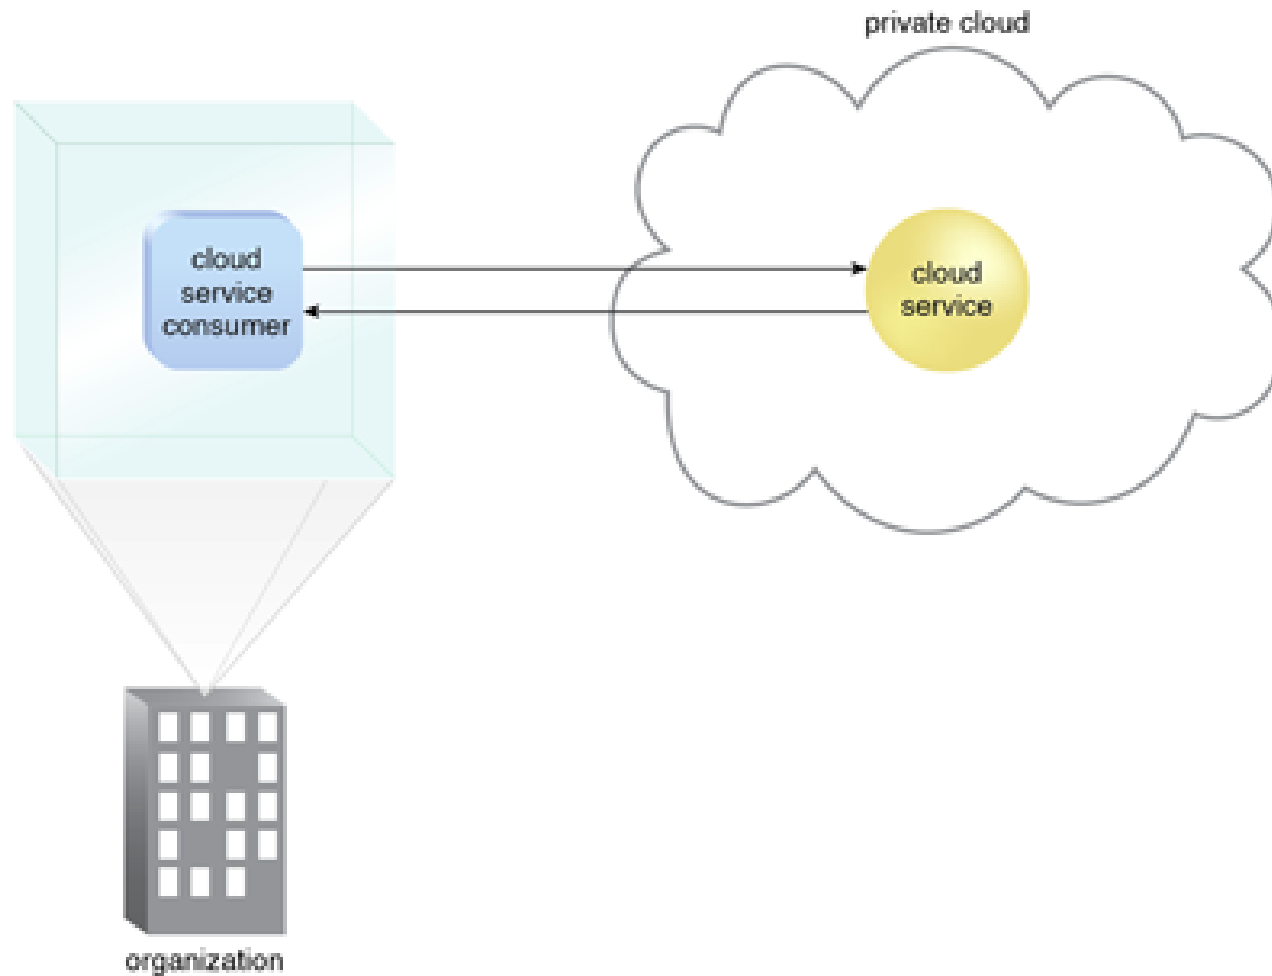 private cloud
cloud
service
consumer
cloud
service
organization